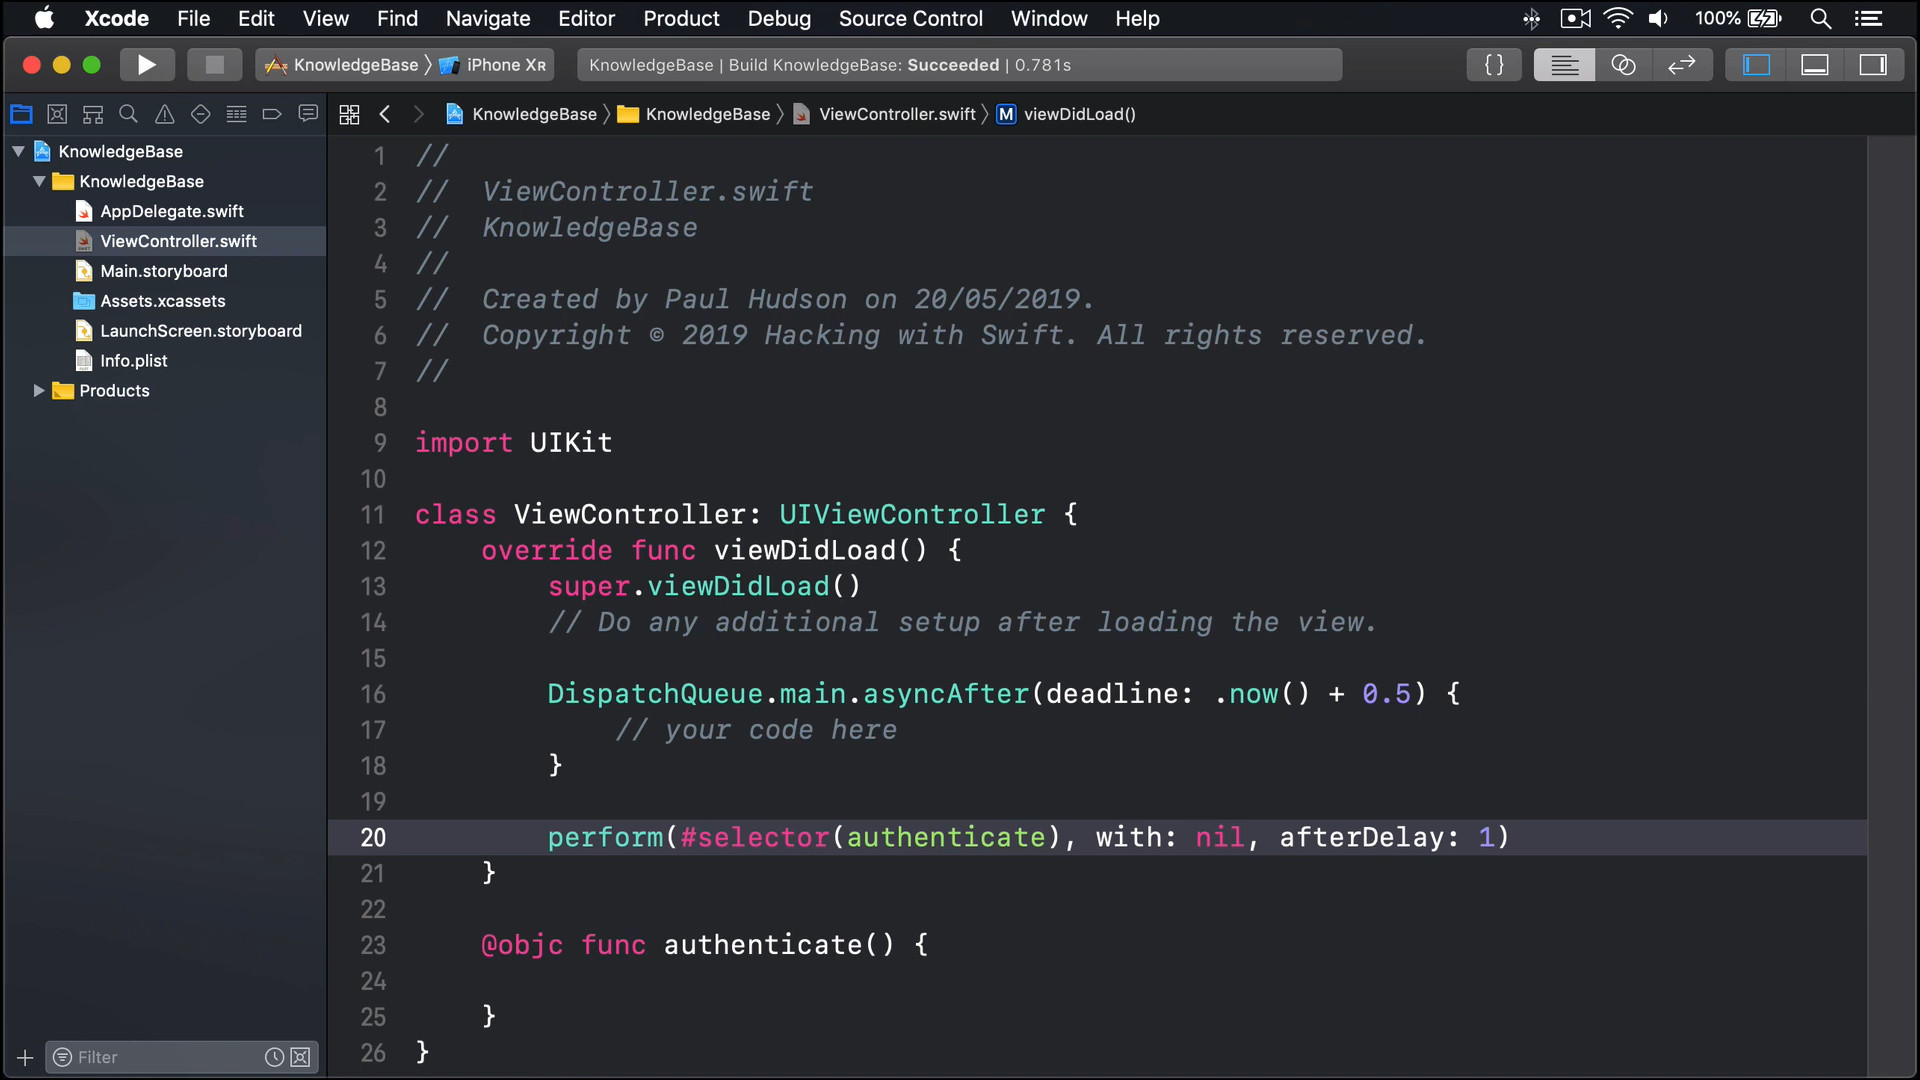 Xcode File Edit View Find Navigate Editor Product Debug Source Control Window Help 100%
KnowledgeBase iPhone XR KnowledgeBase | Build KnowledgeBase: Succeeded | 0.781s {}
KnowledgeBase KnowledgeBase ViewController.swift M viewDidLoad()
KnowledgeBase
KnowledgeBase
AppDelegate.swift
ViewController.swift
Main.storyboard
Assets.xcassets
LaunchScreen.storyboard
Info.plist
Products
Filter
1 //
2 //  ViewController.swift
3 //  KnowledgeBase
4 //
5 //  Created by Paul Hudson on 20/05/2019.
6 //  Copyright © 2019 Hacking with Swift. All rights reserved.
7 //
8
9 import UIKit
10
11 class ViewController: UIViewController {
12     override func viewDidLoad() {
13         super.viewDidLoad()
14         // Do any additional setup after loading the view.
15
16         DispatchQueue.main.asyncAfter(deadline: .now() + 0.5) {
17             // your code here
18         }
19
20         perform(#selector(authenticate), with: nil, afterDelay: 1)
21     }
22
23     @objc func authenticate() {
24
25     }
26 }